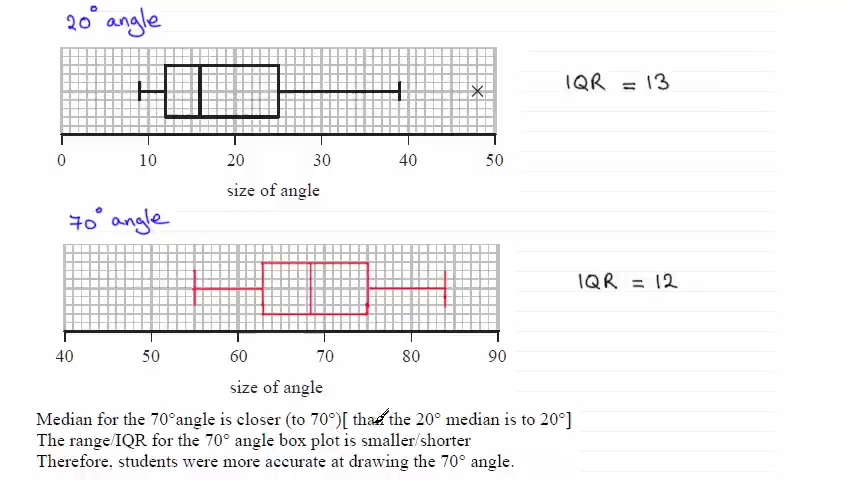 20° angle
IQR = 13
0 10 20 30 40 50
size of angle
70° angle
IQR = 12
40 50 60 70 80 90
size of angle
Median for the 70°angle is closer (to 70°)[ than the 20° median is to 20°]
The range/IQR for the 70° angle box plot is smaller/shorter
Therefore, students were more accurate at drawing the 70° angle.